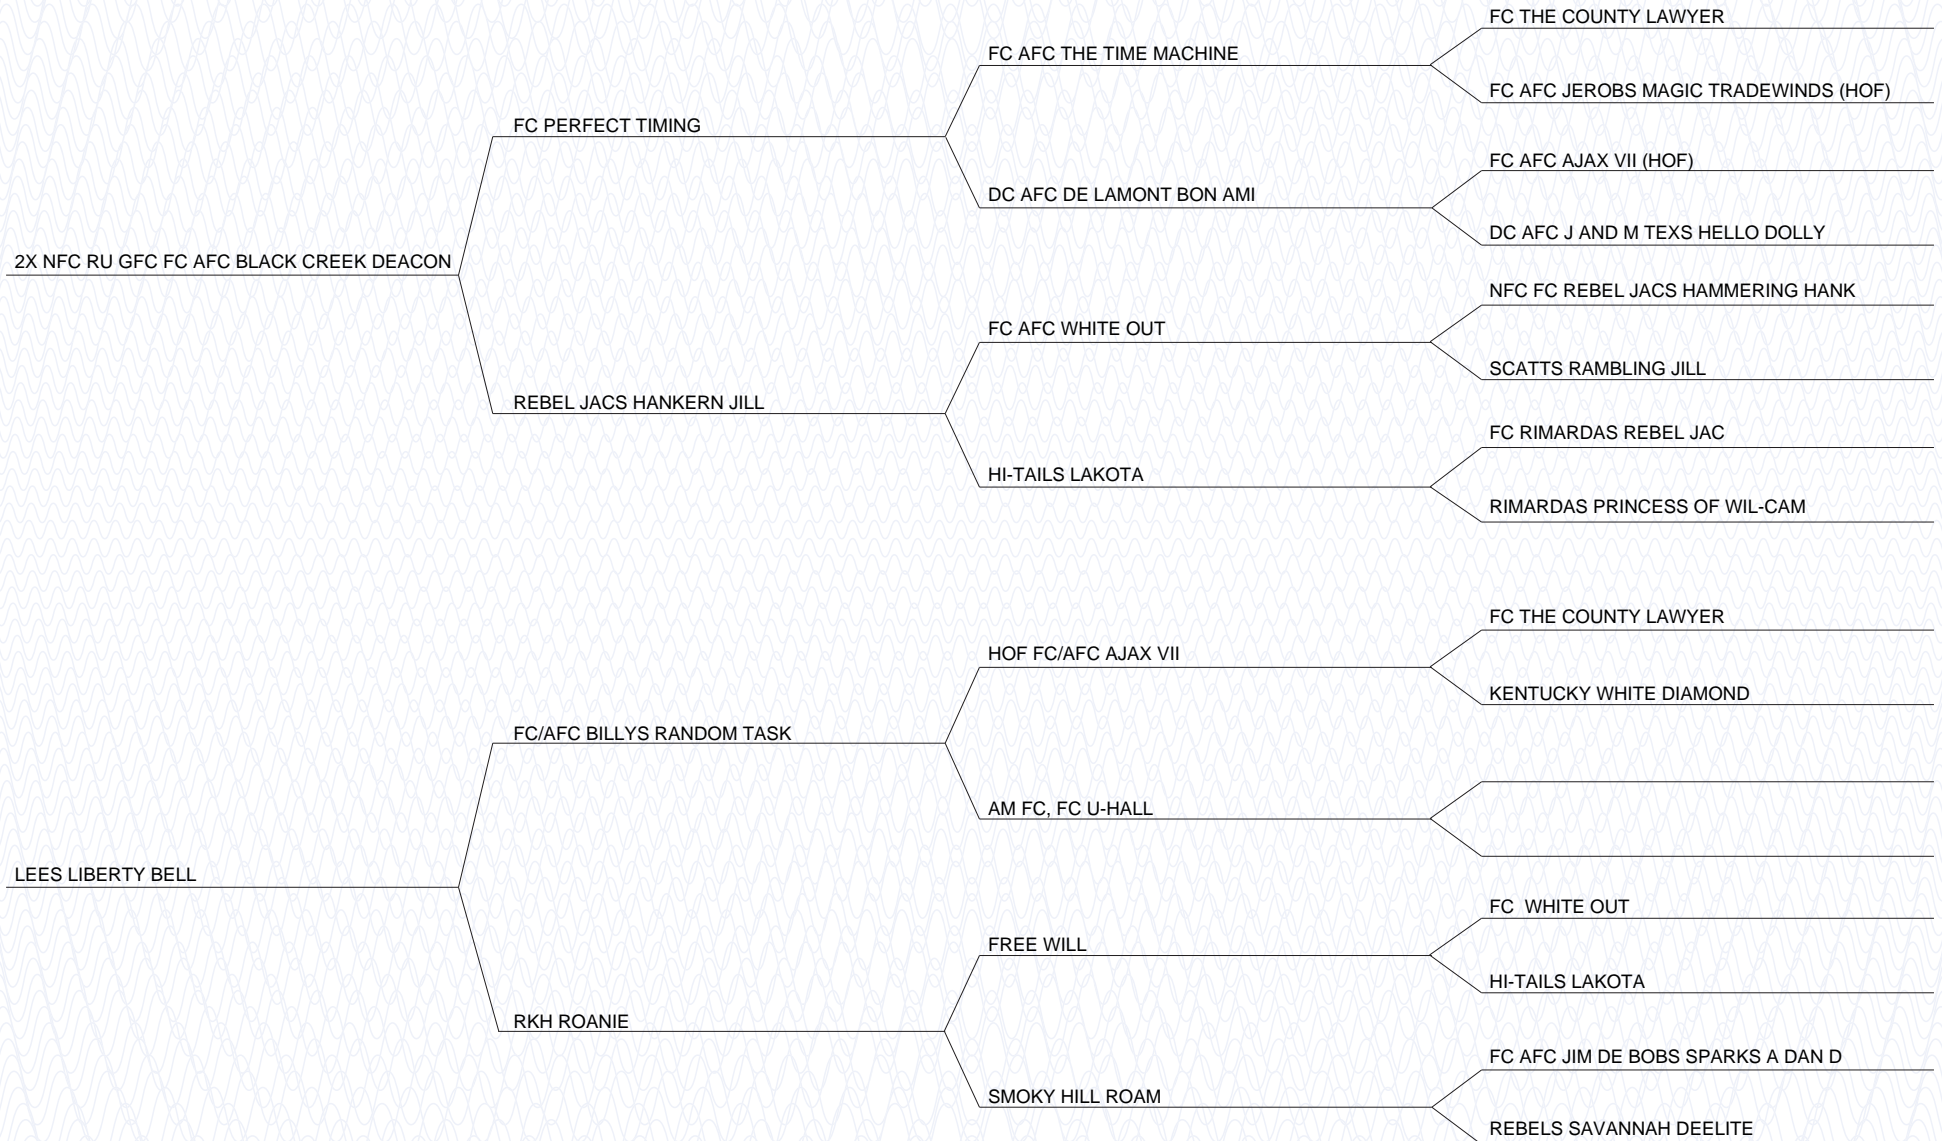 FC THE COUNTY LAWYER
FC AFC THE TIME MACHINE
FC AFC JEROBS MAGIC TRADEWINDS (HOF)
FC PERFECT TIMING
FC AFC AJAX VII (HOF)
DC AFC DE LAMONT BON AMI
DC AFC J AND M TEXS HELLO DOLLY
2X NFC RU GFC FC AFC BLACK CREEK DEACON
NFC FC REBEL JACS HAMMERING HANK
FC AFC WHITE OUT
SCATTS RAMBLING JILL
REBEL JACS HANKERN JILL
FC RIMARDAS REBEL JAC
HI-TAILS LAKOTA
RIMARDAS PRINCESS OF WIL-CAM
FC THE COUNTY LAWYER
HOF FC/AFC AJAX VII
KENTUCKY WHITE DIAMOND
FC/AFC BILLYS RANDOM TASK
AM FC, FC U-HALL
LEES LIBERTY BELL
FC  WHITE OUT
FREE WILL
HI-TAILS LAKOTA
RKH ROANIE
FC AFC JIM DE BOBS SPARKS A DAN D
SMOKY HILL ROAM
REBELS SAVANNAH DEELITE